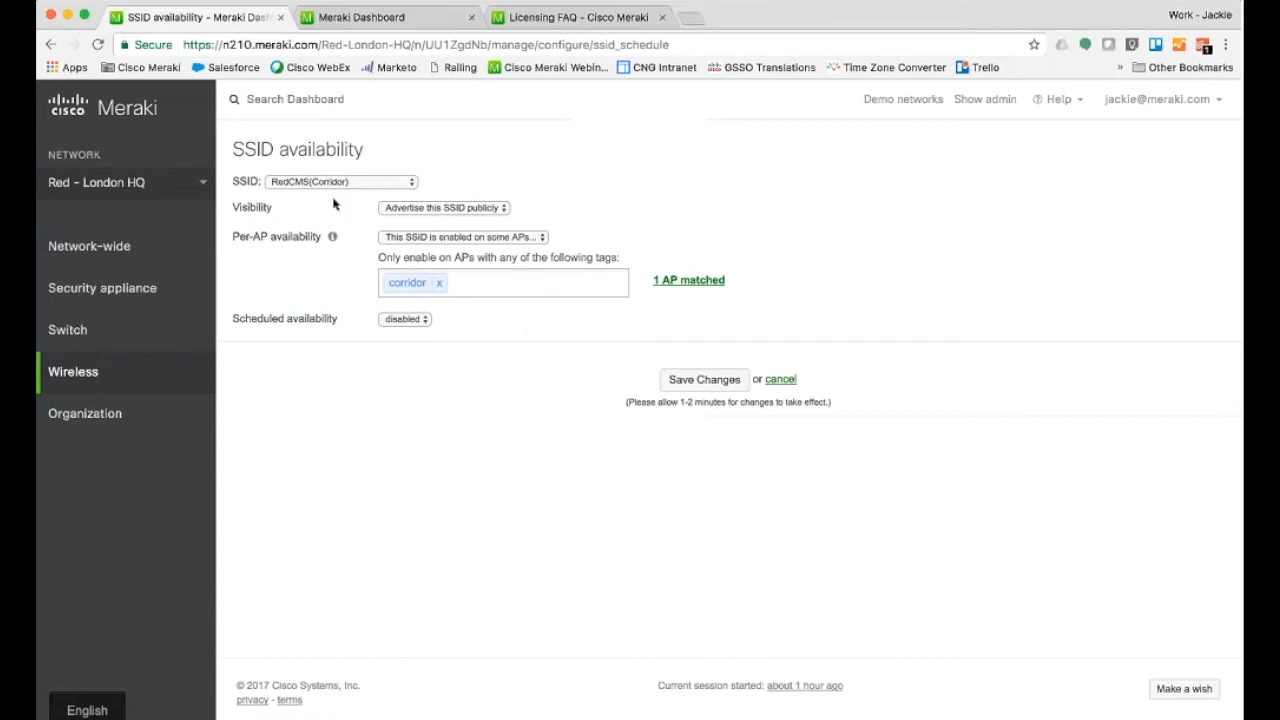 SSID availability - Meraki Dash
Meraki Dashboard
Licensing FAQ - Cisco Meraki
Work - Jackie
Secure
https://n210.meraki.com/Red-London-HQ/n/UU1ZgdNb/manage/configure/ssid_schedule
Apps
Cisco Meraki
Salesforce
Cisco WebEx
Marketo
Railing
Cisco Meraki Webin...
CNG Intranet
GSSO Translations
Time Zone Converter
Trello
» Other Bookmarks
cisco Meraki
Search Dashboard
Demo networks
Show admin
Help
jackie@meraki.com
NETWORK
Red - London HQ
Network-wide
Security appliance
Switch
Wireless
Organization
English
SSID availability
SSID: RedCMS(Corridor)
Visibility Advertise this SSID publicly
Per-AP availability This SSID is enabled on some APs...
Only enable on APs with any of the following tags:
corridor x 1 AP matched
Scheduled availability disabled
Save Changes or cancel
(Please allow 1-2 minutes for changes to take effect.)
© 2017 Cisco Systems, Inc.
privacy - terms
Current session started: about 1 hour ago
Make a wish